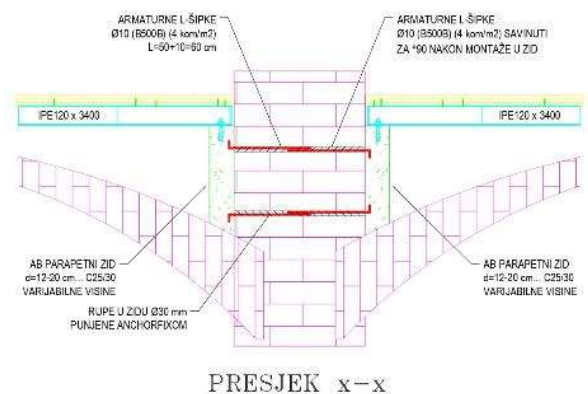 ARMATURNE L-ŠIPKE
Ø10 (B500B) (4 kom/m2)
L=50+10=60 cm
ARMATURNE L-ŠIPKE
Ø10 (B500B) (4 kom/m2) SAVINUTI
ZA °90 NAKON MONTAŽE U ZID
IPE120 x 3400
IPE120 x 3400
AB PARAPETNI ZID
d=12-20 cm... C25/30
VARIJABILNE VISINE
AB PARAPETNI ZID
d=12-20 cm... C25/30
VARIJABILNE VISINE
RUPE U ZIDU Ø30 mm
PUNJENE ANCHORFIXOM
PRESJEK x-x